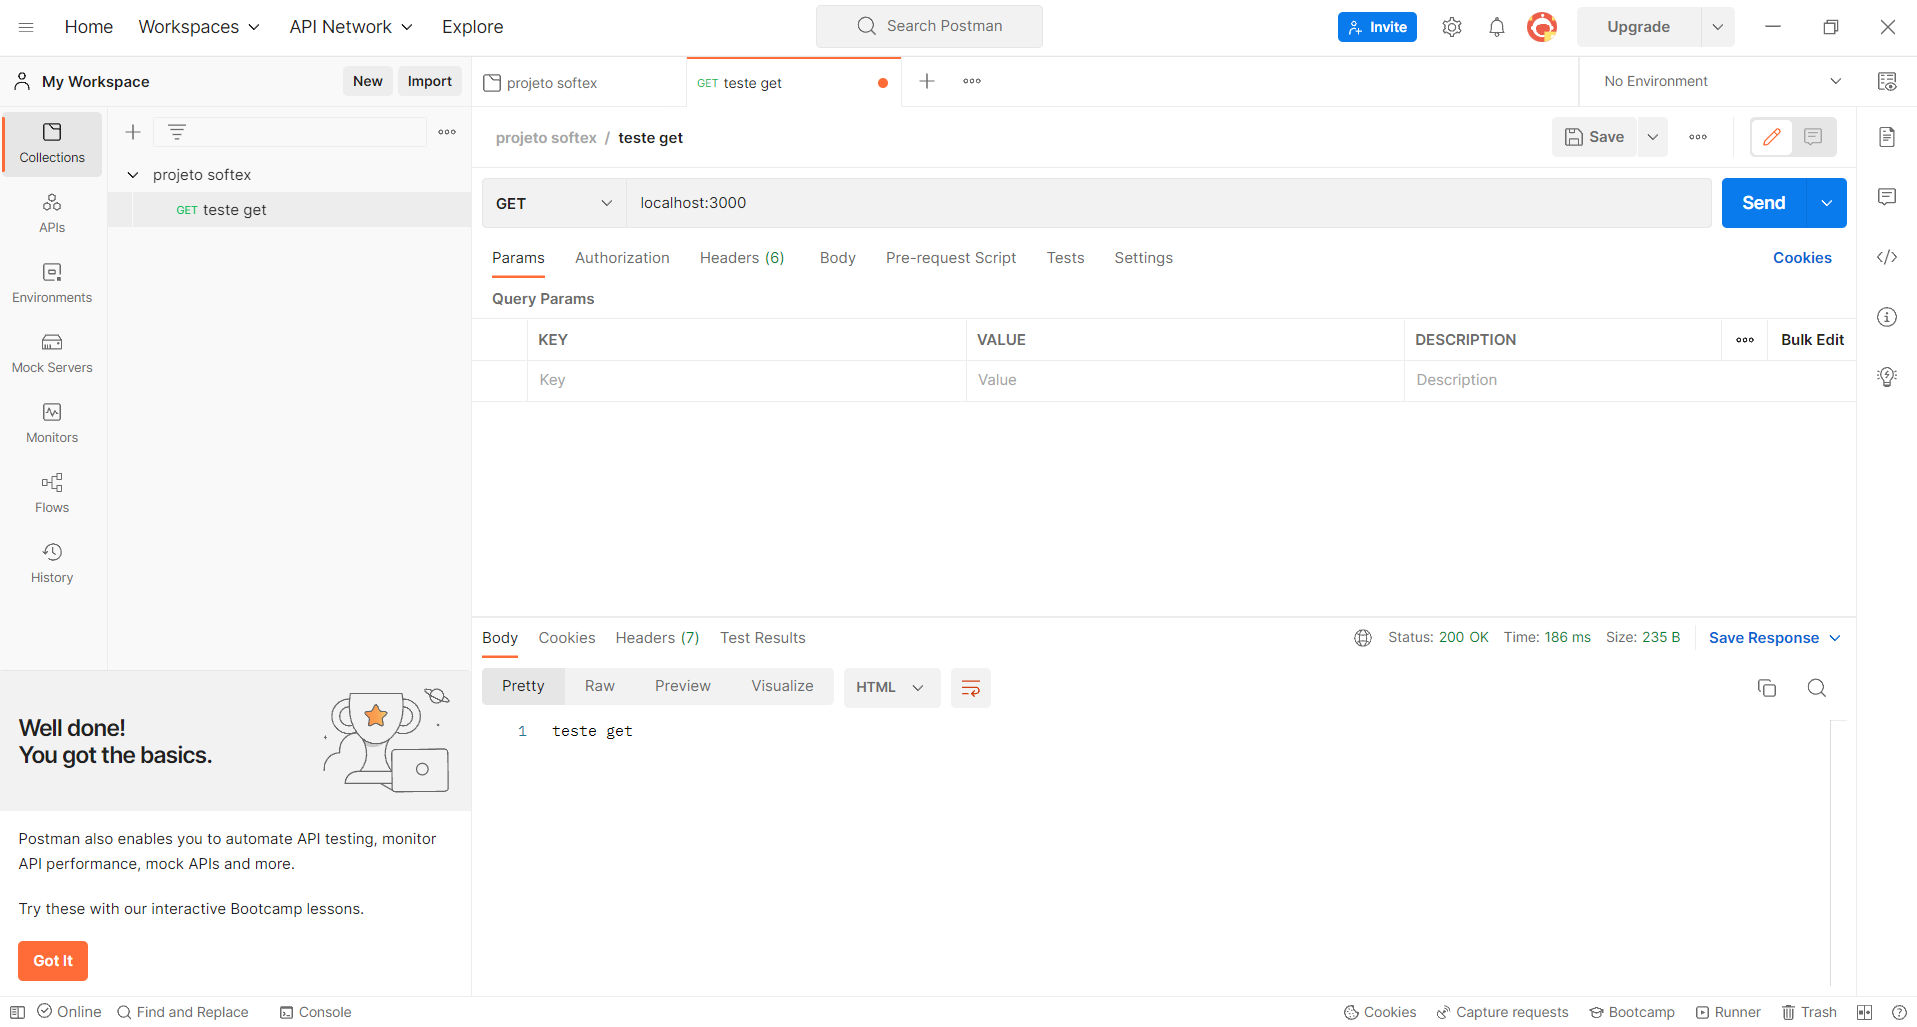 Home Workspaces API Network Explore Search Postman Invite Upgrade
My Workspace New Import projeto softex GET teste get No Environment
Collections
APIs
Environments
Mock Servers
Monitors
Flows
History
projeto softex
GET teste get
Well done!
You got the basics.
Postman also enables you to automate API testing, monitor
API performance, mock APIs and more.
Try these with our interactive Bootcamp lessons.
Got It
projeto softex / teste get Save
GET localhost:3000 Send
Params Authorization Headers (6) Body Pre-request Script Tests Settings Cookies
Query Params
KEY VALUE DESCRIPTION Bulk Edit
Key Value Description
Body Cookies Headers (7) Test Results Status: 200 OK Time: 186 ms Size: 235 B Save Response
Pretty Raw Preview Visualize HTML
1 teste get
Online Find and Replace Console Cookies Capture requests Bootcamp Runner Trash